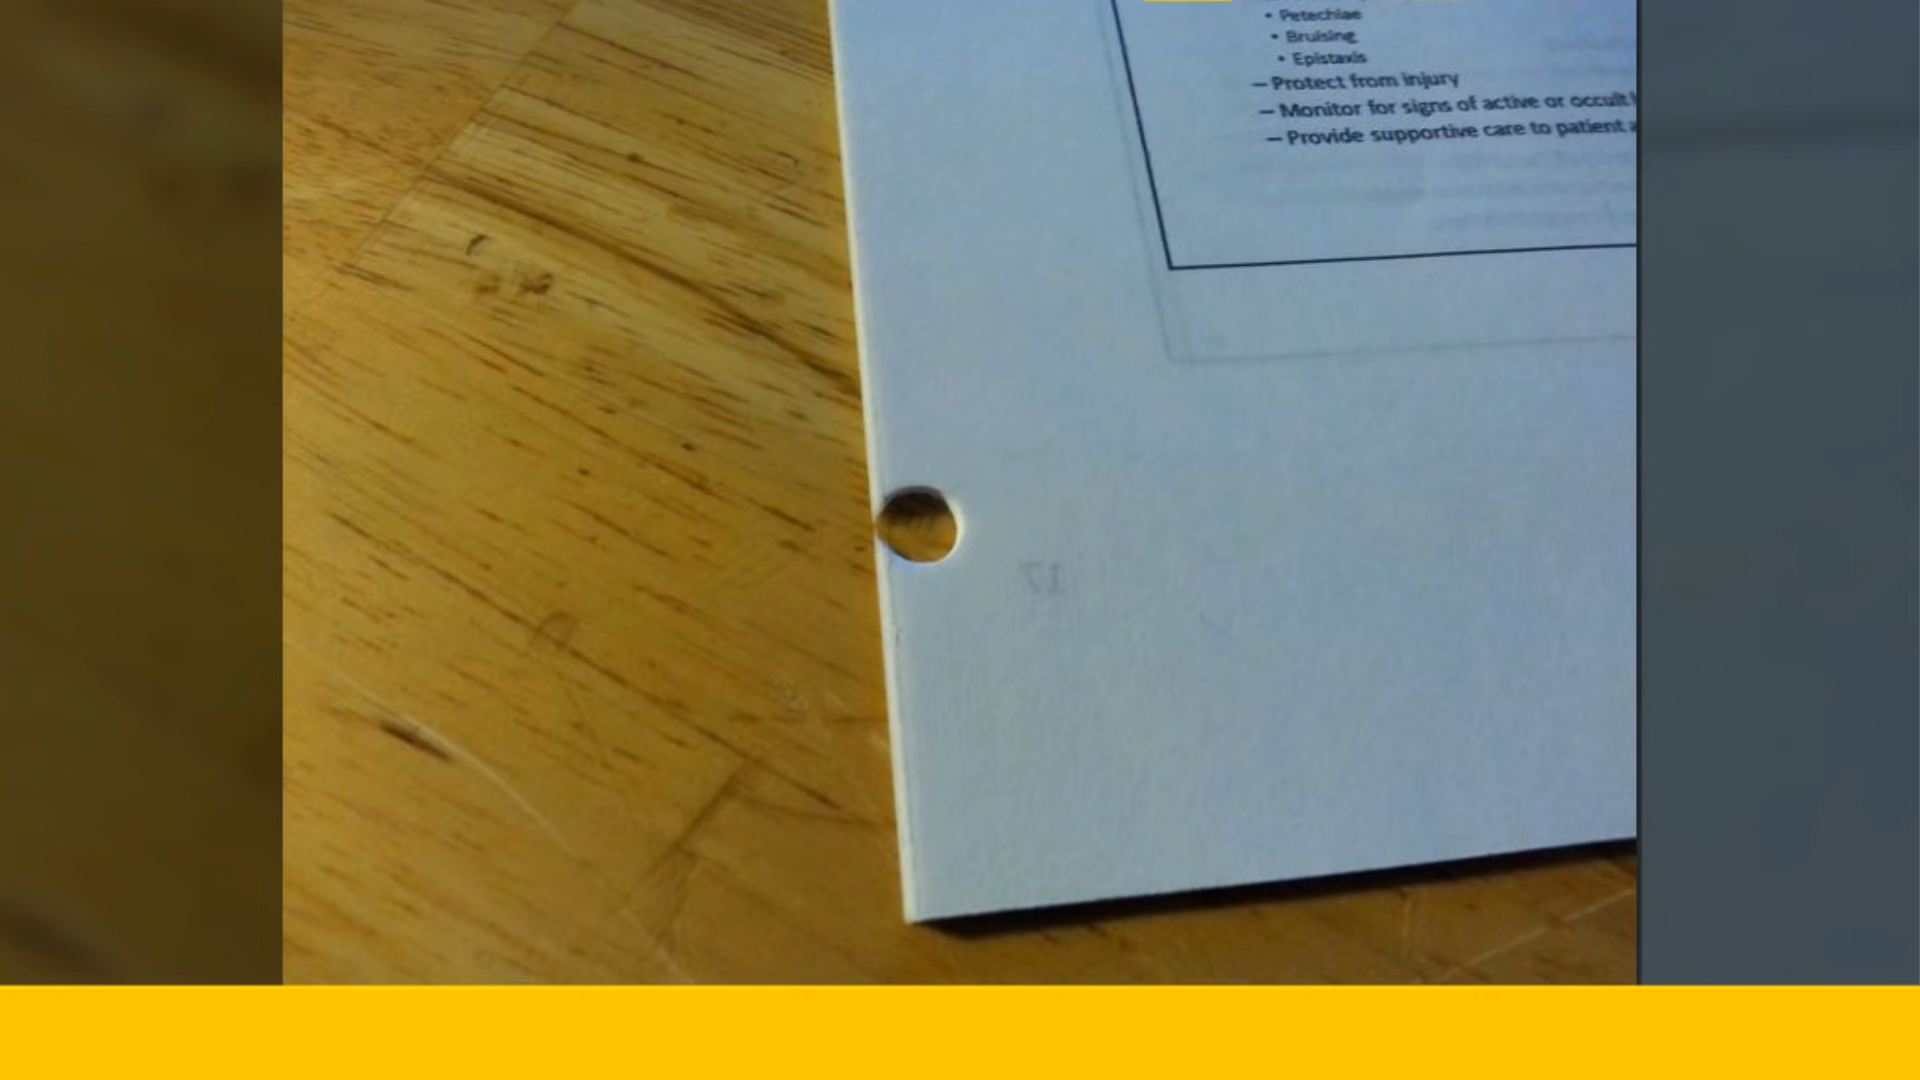 • Petechiae
• Bruising
• Epistaxis
– Protect from injury
– Monitor for signs of active or occult
– Provide supportive care to patient
17